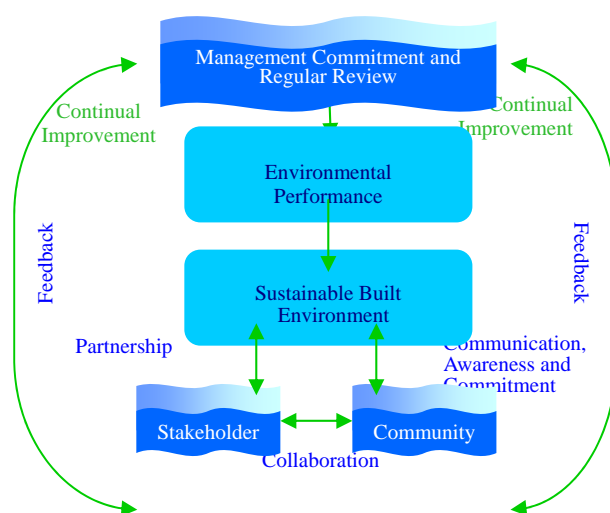 Management Commitment and
Regular Review
Continual
Improvement
Continual
Improvement
Environmental
Performance
Feedback
Feedback
Sustainable Built
Environment
Partnership
Communication,
Awareness and
Commitment
Stakeholder
Community
Collaboration